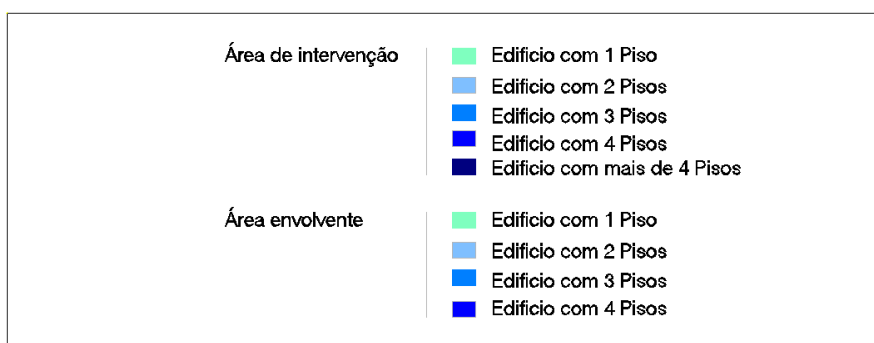 Área de intervenção
Edificio com 1 Piso
Edificio com 2 Pisos
Edificio com 3 Pisos
Edificio com 4 Pisos
Edificio com mais de 4 Pisos
Área envolvente
Edificio com 1 Piso
Edificio com 2 Pisos
Edificio com 3 Pisos
Edificio com 4 Pisos